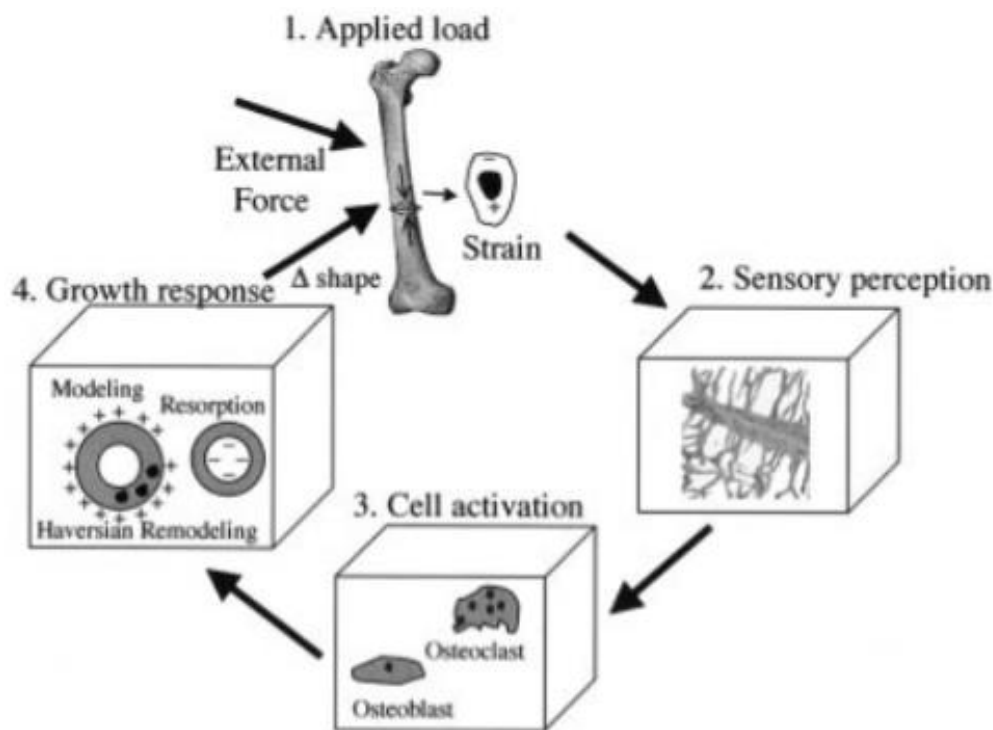 1. Applied load
External
Force
−
+
Strain
Δ shape
2. Sensory perception
3. Cell activation
Osteoclast
Osteoblast
4. Growth response
Modeling
Resorption
Haversian Remodeling